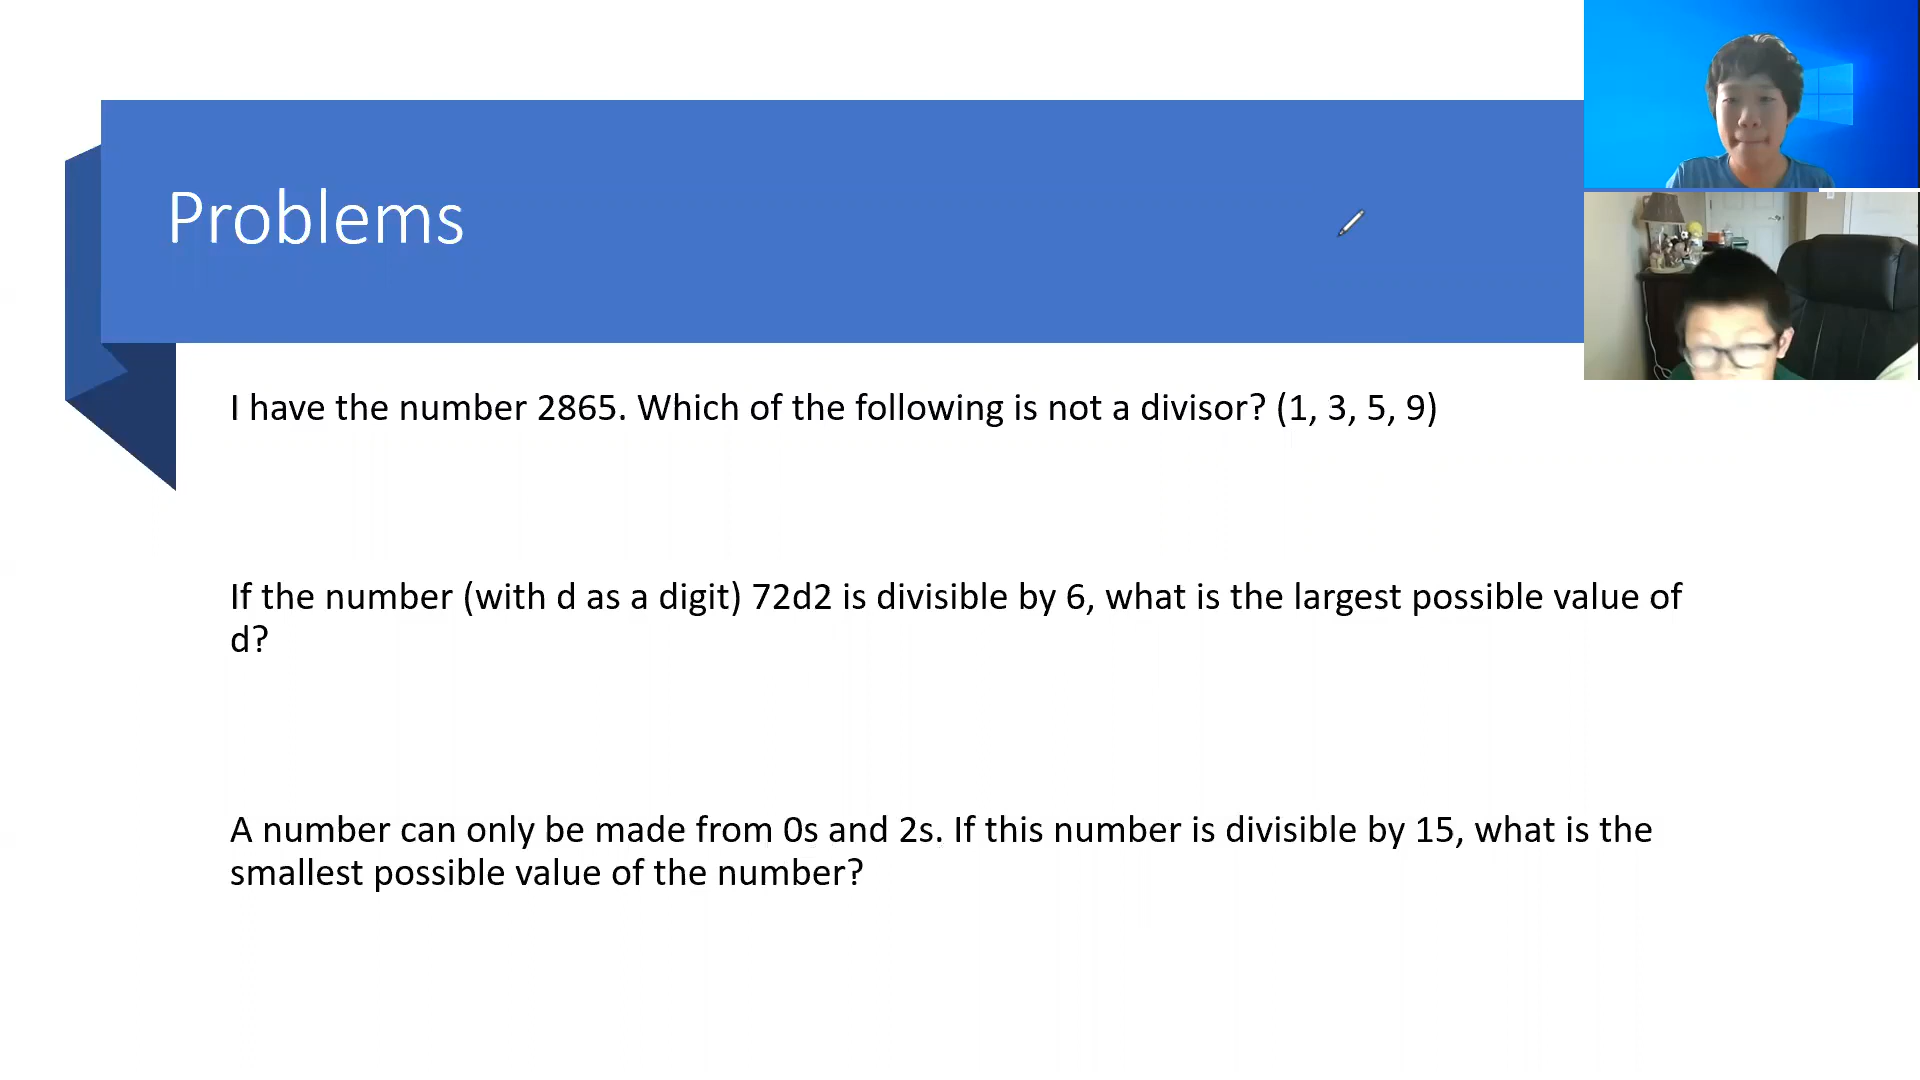 Problems
I have the number 2865. Which of the following is not a divisor? (1, 3, 5, 9)
If the number (with d as a digit) 72d2 is divisible by 6, what is the largest possible value of
d?
A number can only be made from 0s and 2s. If this number is divisible by 15, what is the
smallest possible value of the number?